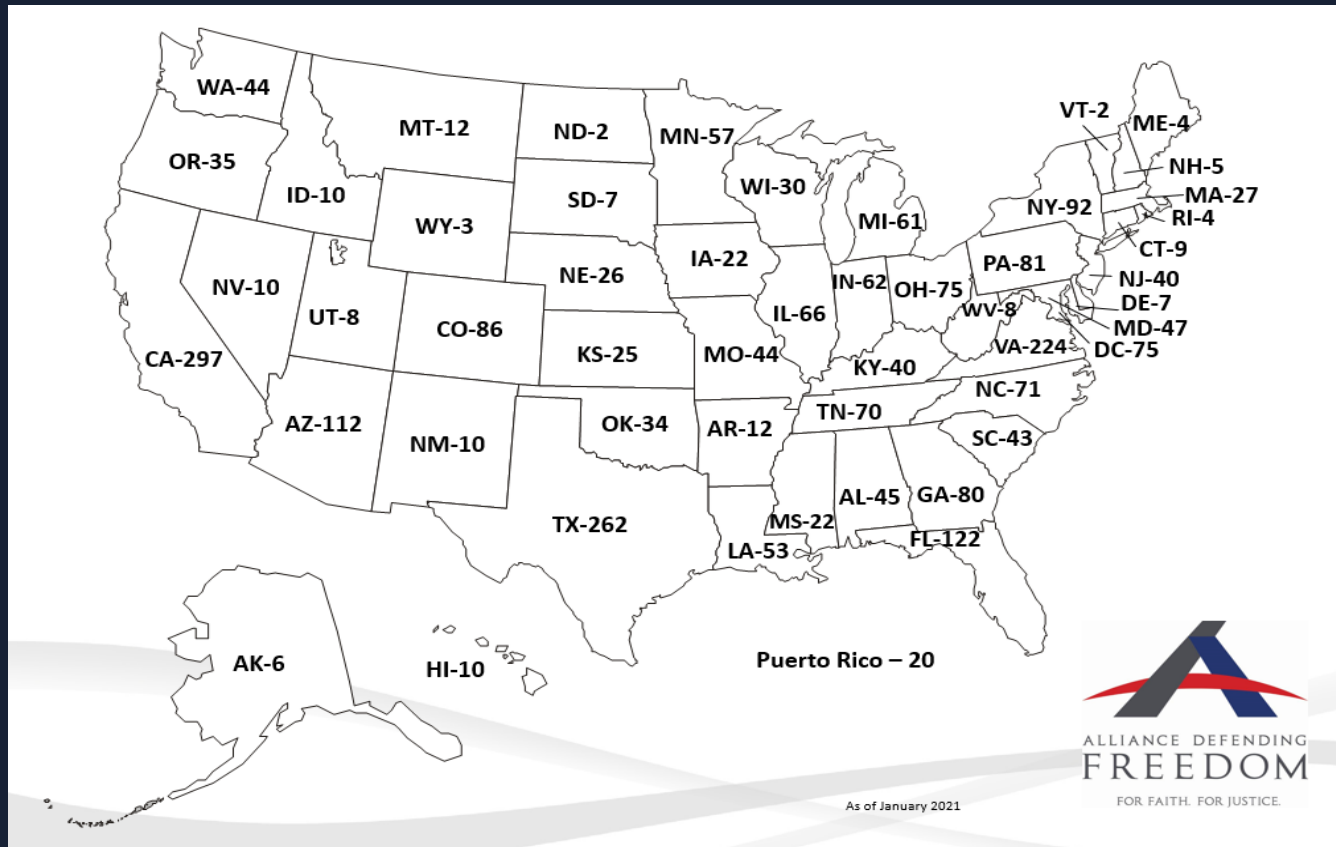 WA-44
MT-12
ND-2
MN-57
VT-2
ME-4
OR-35
ID-10
SD-7
WI-30
NH-5
MA-27
WY-3
MI-61
NY-92
RI-4
CT-9
NV-10
NE-26
IA-22
PA-81
NJ-40
UT-8
CO-86
IL-66
IN-62
OH-75
WV-8
DE-7
MD-47
DC-75
CA-297
KS-25
MO-44
KY-40
VA-224
AZ-112
NM-10
OK-34
AR-12
TN-70
NC-71
SC-43
TX-262
LA-53
MS-22
AL-45
GA-80
FL-122
AK-6
HI-10
Puerto Rico – 20
ALLIANCE DEFENDING
FREEDOM
FOR FAITH. FOR JUSTICE.
As of January 2021